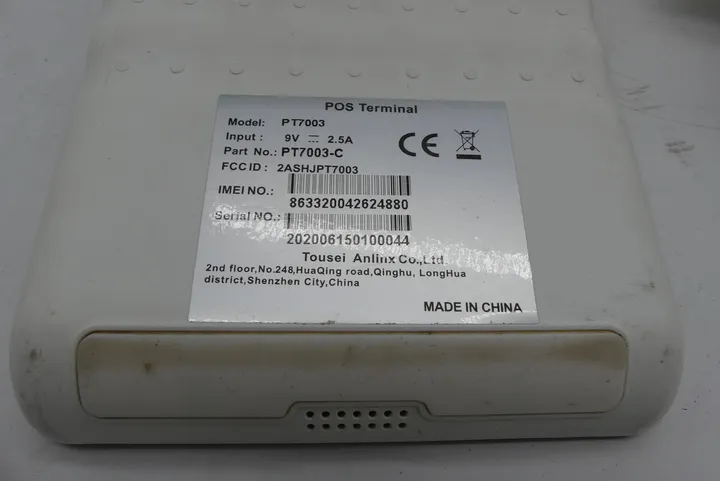 POS Terminal
Model: PT7003
Input : 9V ⎓ 2.5A
Part No.: PT7003-C
FCC ID : 2ASHJPT7003
CE
IMEI NO.:
863320042624880
Serial NO.:
202006150100044
Tousei Anlinx Co.,Ltd
2nd floor,No.248,HuaQing road,Qinghu, LongHua
district,Shenzhen City,China
MADE IN CHINA